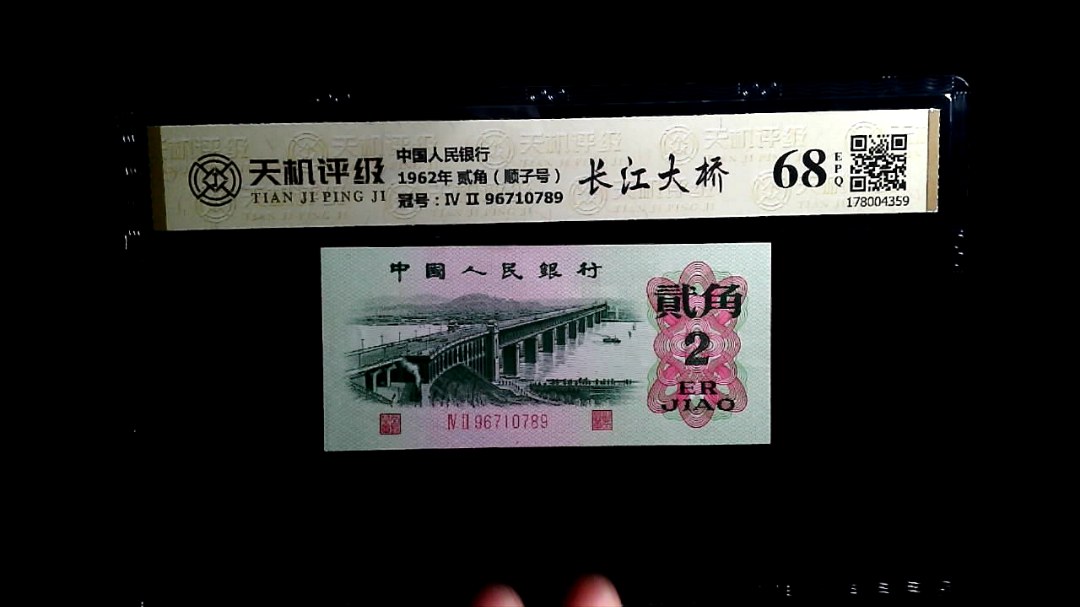 天机评级
TIAN JI PING JI
中国人民银行
1962年 贰角（顺子号）
冠号：Ⅳ Ⅱ 96710789
长江大桥
68
EPQ
178004359
中國人民銀行
貳角
2
ER
JIAO
Ⅳ Ⅱ 96710789